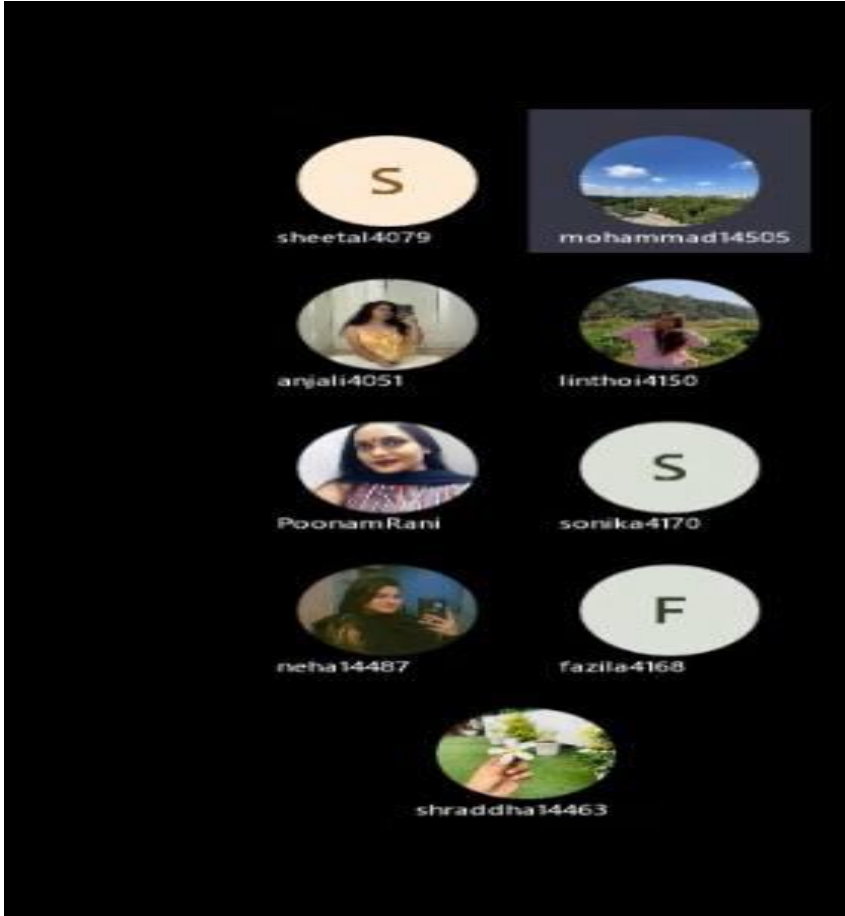 S
sheetal4079
mohammad14505
anjali4051
linthoi4150
PoonamRani
S
sonika4170
neha14487
F
fazila4168
shraddha14463